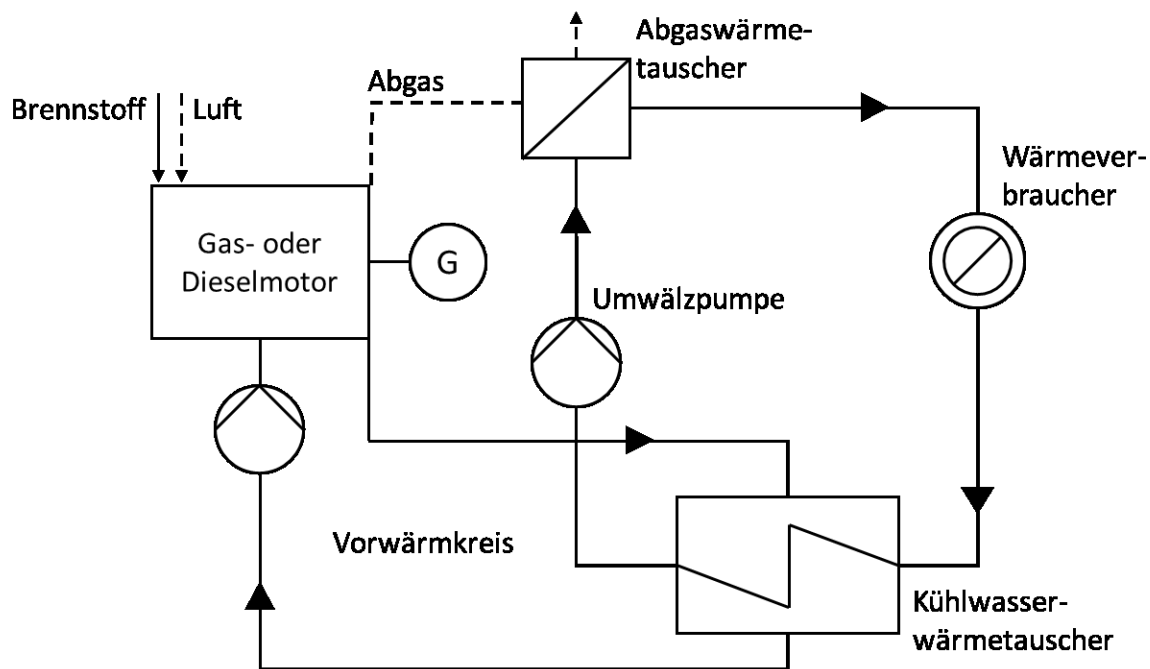 Abgaswärme-
tauscher
Abgas
Brennstoff
Luft
Wärmever-
braucher
Gas- oder
Dieselmotor
G
Umwälzpumpe
Vorwärmkreis
Kühlwasser-
wärmetauscher